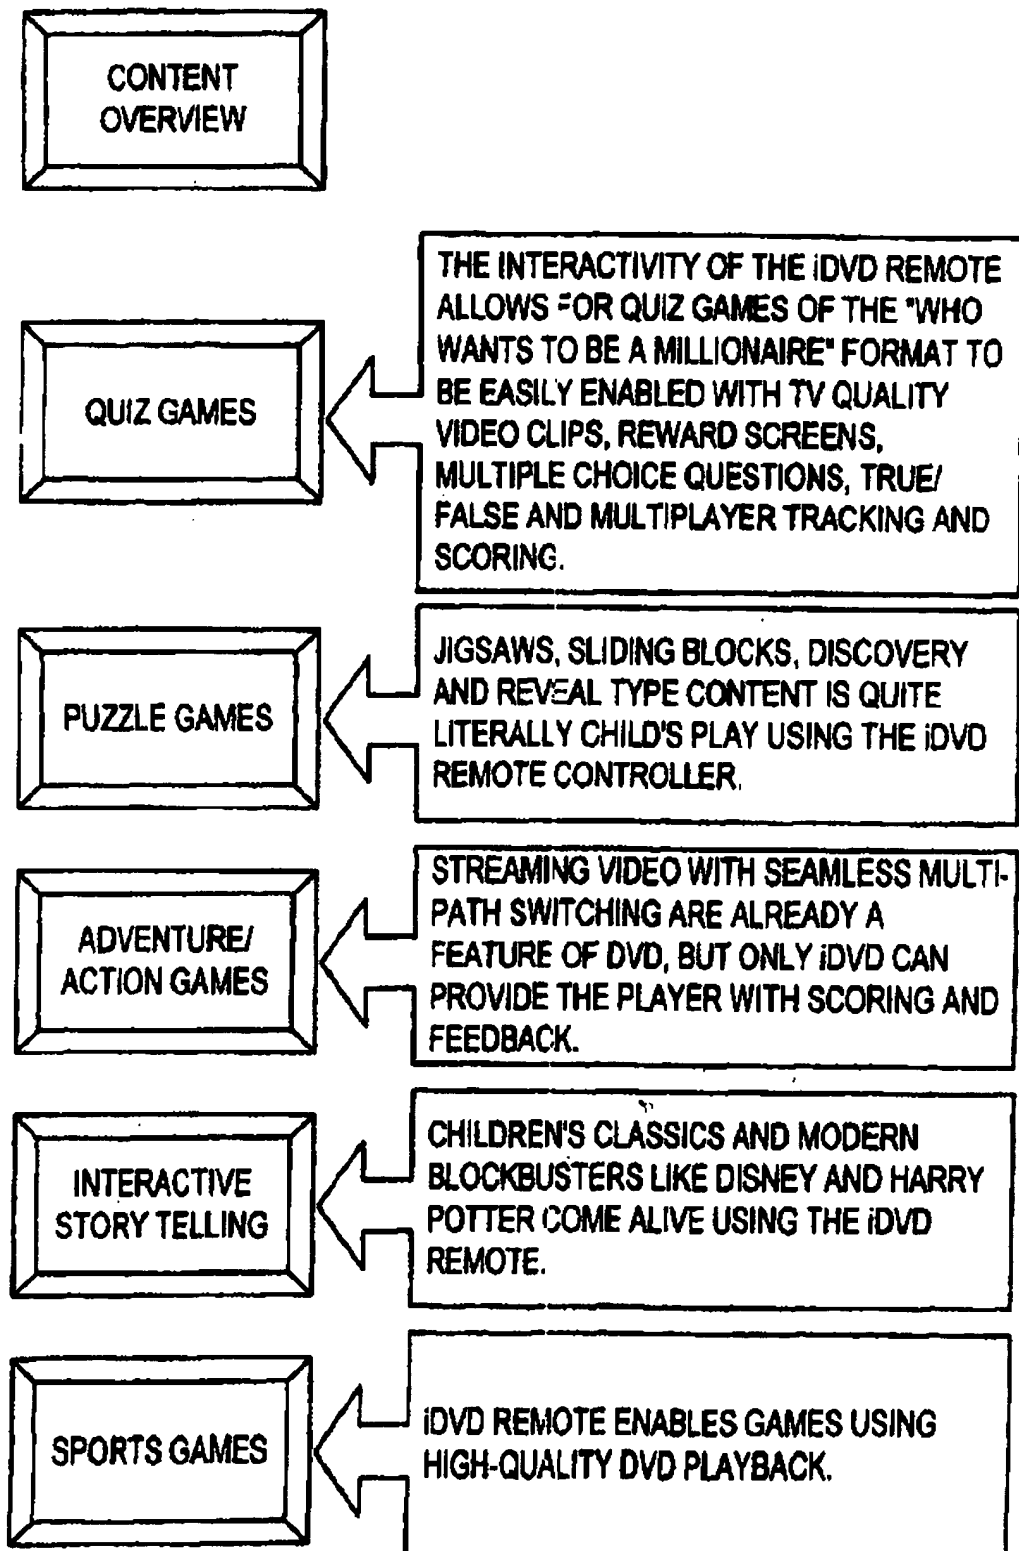 CONTENT
OVERVIEW
QUIZ GAMES
THE INTERACTIVITY OF THE iDVD REMOTE
ALLOWS FOR QUIZ GAMES OF THE "WHO
WANTS TO BE A MILLIONAIRE" FORMAT TO
BE EASILY ENABLED WITH TV QUALITY
VIDEO CLIPS, REWARD SCREENS,
MULTIPLE CHOICE QUESTIONS, TRUE/
FALSE AND MULTIPLAYER TRACKING AND
SCORING.
PUZZLE GAMES
JIGSAWS, SLIDING BLOCKS, DISCOVERY
AND REVEAL TYPE CONTENT IS QUITE
LITERALLY CHILD'S PLAY USING THE iDVD
REMOTE CONTROLLER.
ADVENTURE/
ACTION GAMES
STREAMING VIDEO WITH SEAMLESS MULTI-
PATH SWITCHING ARE ALREADY A
FEATURE OF DVD, BUT ONLY iDVD CAN
PROVIDE THE PLAYER WITH SCORING AND
FEEDBACK.
INTERACTIVE
STORY TELLING
CHILDREN'S CLASSICS AND MODERN
BLOCKBUSTERS LIKE DISNEY AND HARRY
POTTER COME ALIVE USING THE iDVD
REMOTE.
SPORTS GAMES
iDVD REMOTE ENABLES GAMES USING
HIGH-QUALITY DVD PLAYBACK.